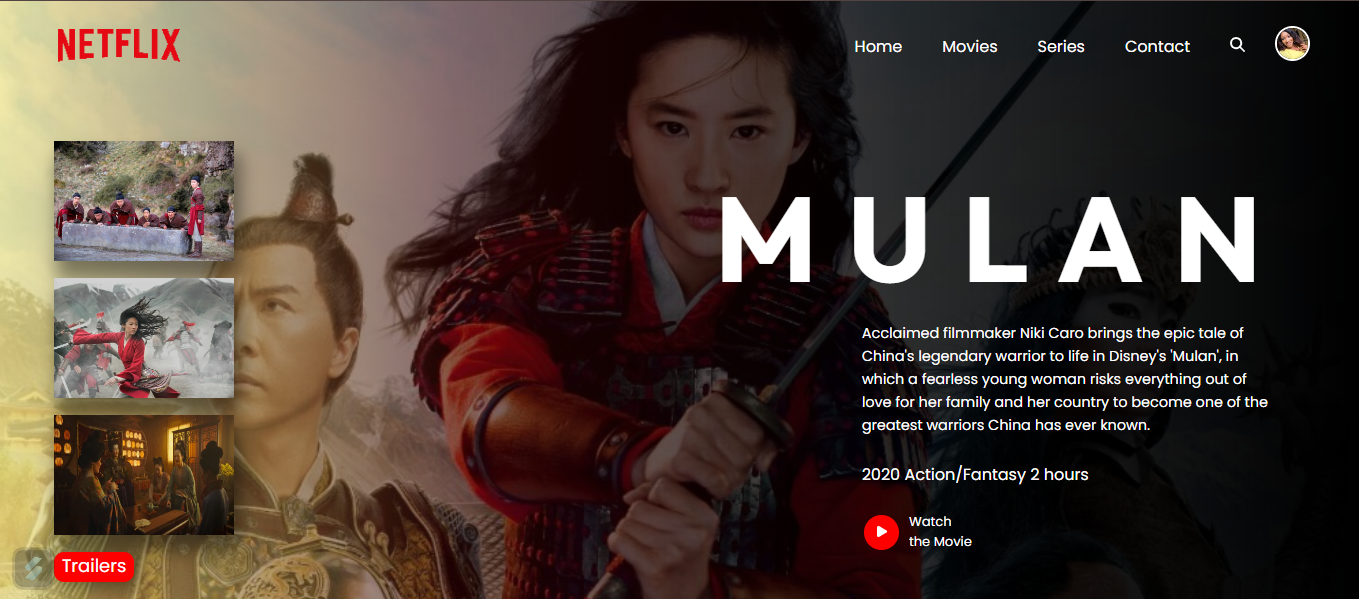 NETFLIX
Home Movies Series Contact
MULAN
Acclaimed filmmaker Niki Caro brings the epic tale of
China's legendary warrior to life in Disney's 'Mulan', in
which a fearless young woman risks everything out of
love for her family and her country to become one of the
greatest warriors China has ever known.
2020 Action/Fantasy 2 hours
Watch
the Movie
Trailers